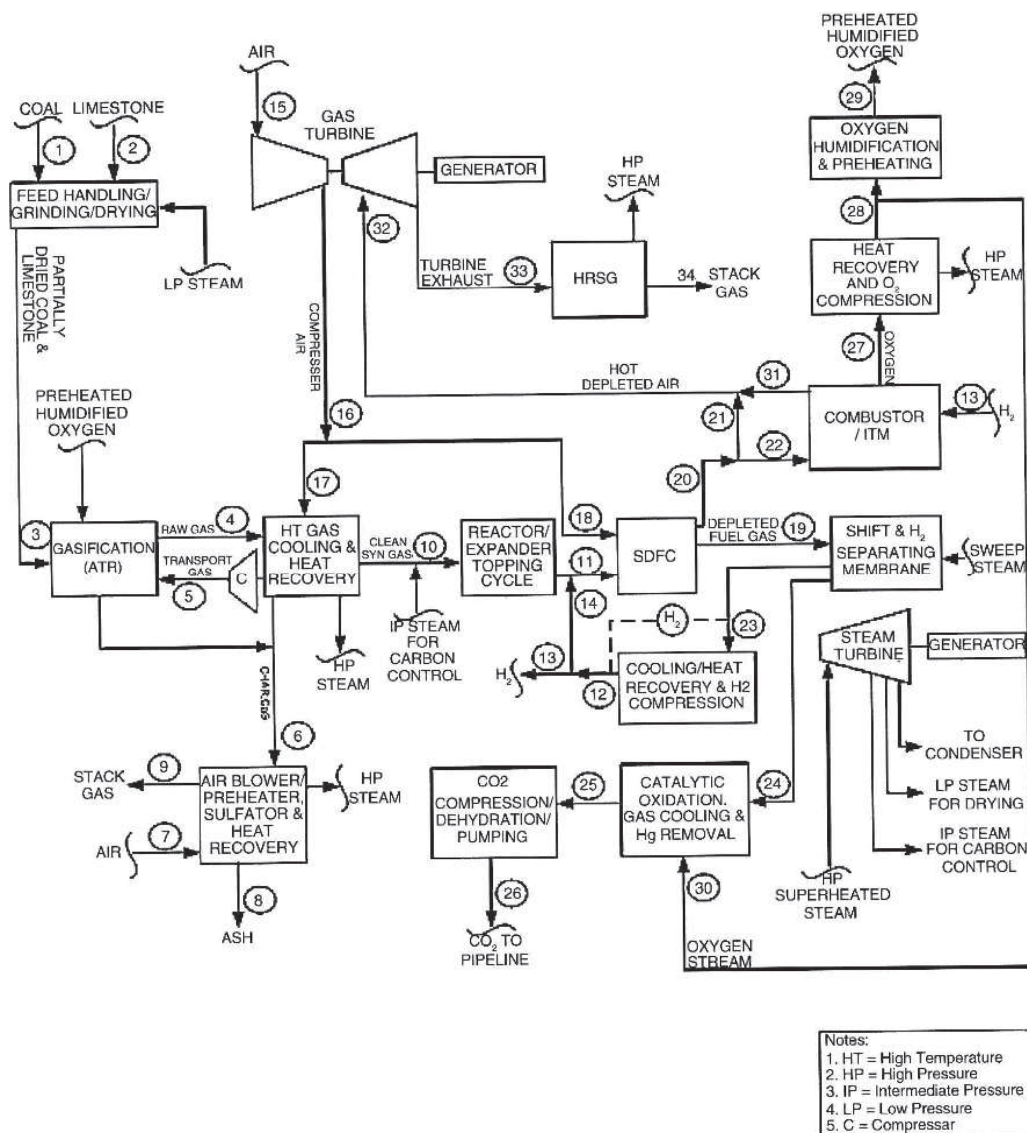 PREHEATED
HUMIDIFIED
OXYGEN
29
OXYGEN
HUMIDIFICATION
& PREHEATING
28
HEAT
RECOVERY
AND O₂
COMPRESSION
HP
STEAM
27
OXYGEN
AIR
15
GAS
TURBINE
GENERATOR
32
HP
STEAM
TURBINE
EXHAUST
33
HRSG
34
STACK
GAS
COAL
LIMESTONE
1
2
FEED HANDLING/
GRINDING/DRYING
LP STEAM
PARTIALLY
DRIED COAL &
LIMESTONE
COMPRESSER
AIR
16
HOT
DEPLETED AIR
31
COMBUSTOR
/ ITM
13
H₂
21
22
20
PREHEATED
HUMIDIFIED
OXYGEN
17
18
3
GASIFICATION
(ATR)
RAW GAS
4
TRANSPORT
GAS
5
C
HT GAS
COOLING &
HEAT
RECOVERY
CLEAN
SYN GAS
10
REACTOR/
EXPANDER
TOPPING
CYCLE
11
14
SDFC
DEPLETED
FUEL GAS
19
SHIFT & H₂
SEPARATING
MEMBRANE
SWEEP
STEAM
HP
STEAM
IP STEAM
FOR
CARBON
CONTROL
H₂
13
12
H₂
23
COOLING/HEAT
RECOVERY & H2
COMPRESSION
STEAM
TURBINE
GENERATOR
TO
CONDENSER
LP STEAM
FOR DRYING
IP STEAM
FOR CARBON
CONTROL
HP
SUPERHEATED
STEAM
CHAR,CaS
6
STACK
GAS
9
AIR BLOWER/
PREHEATER,
SULFATOR &
HEAT
RECOVERY
HP
STEAM
AIR
7
8
ASH
CO2
COMPRESSION/
DEHYDRATION/
PUMPING
25
CATALYTIC
OXIDATION.
GAS COOLING &
Hg REMOVAL
24
26
CO₂ TO
PIPELINE
30
OXYGEN
STREAM
Notes:
1. HT = High Temperature
2. HP = High Pressure
3. IP = Intermediate Pressure
4. LP = Low Pressure
5. C = Compressar